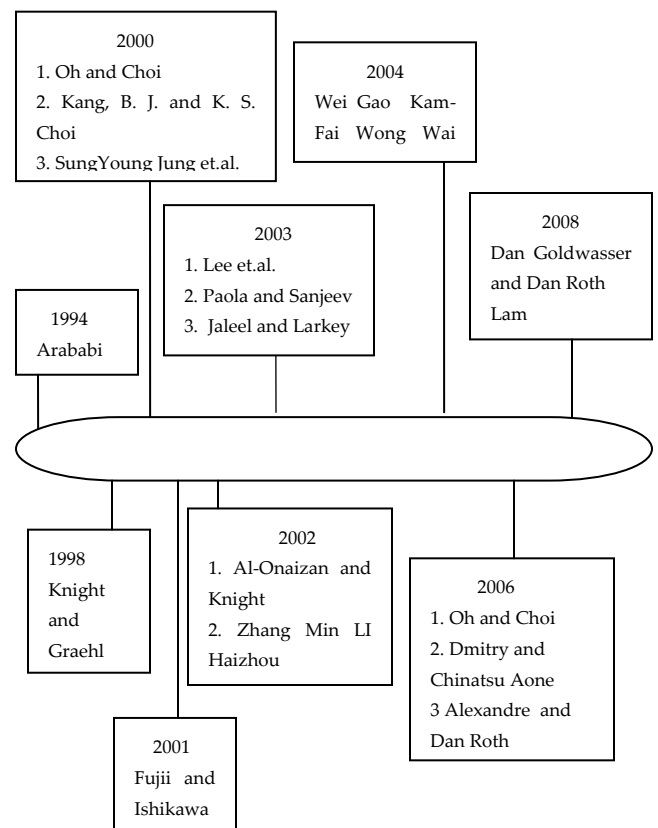 2000
1. Oh and Choi
2. Kang, B. J. and K. S.
Choi
3. SungYoung Jung et.al.
2004
Wei Gao Kam-
Fai Wong Wai
2003
1. Lee et.al.
2. Paola and Sanjeev
3. Jaleel and Larkey
2008
Dan Goldwasser
and Dan Roth
Lam
1994
Arababi
1998
Knight
and
Graehl
2002
1. Al-Onaizan and
Knight
2. Zhang Min LI
Haizhou
2006
1. Oh and Choi
2. Dmitry and
Chinatsu Aone
3 Alexandre and
Dan Roth
2001
Fujii and
Ishikawa